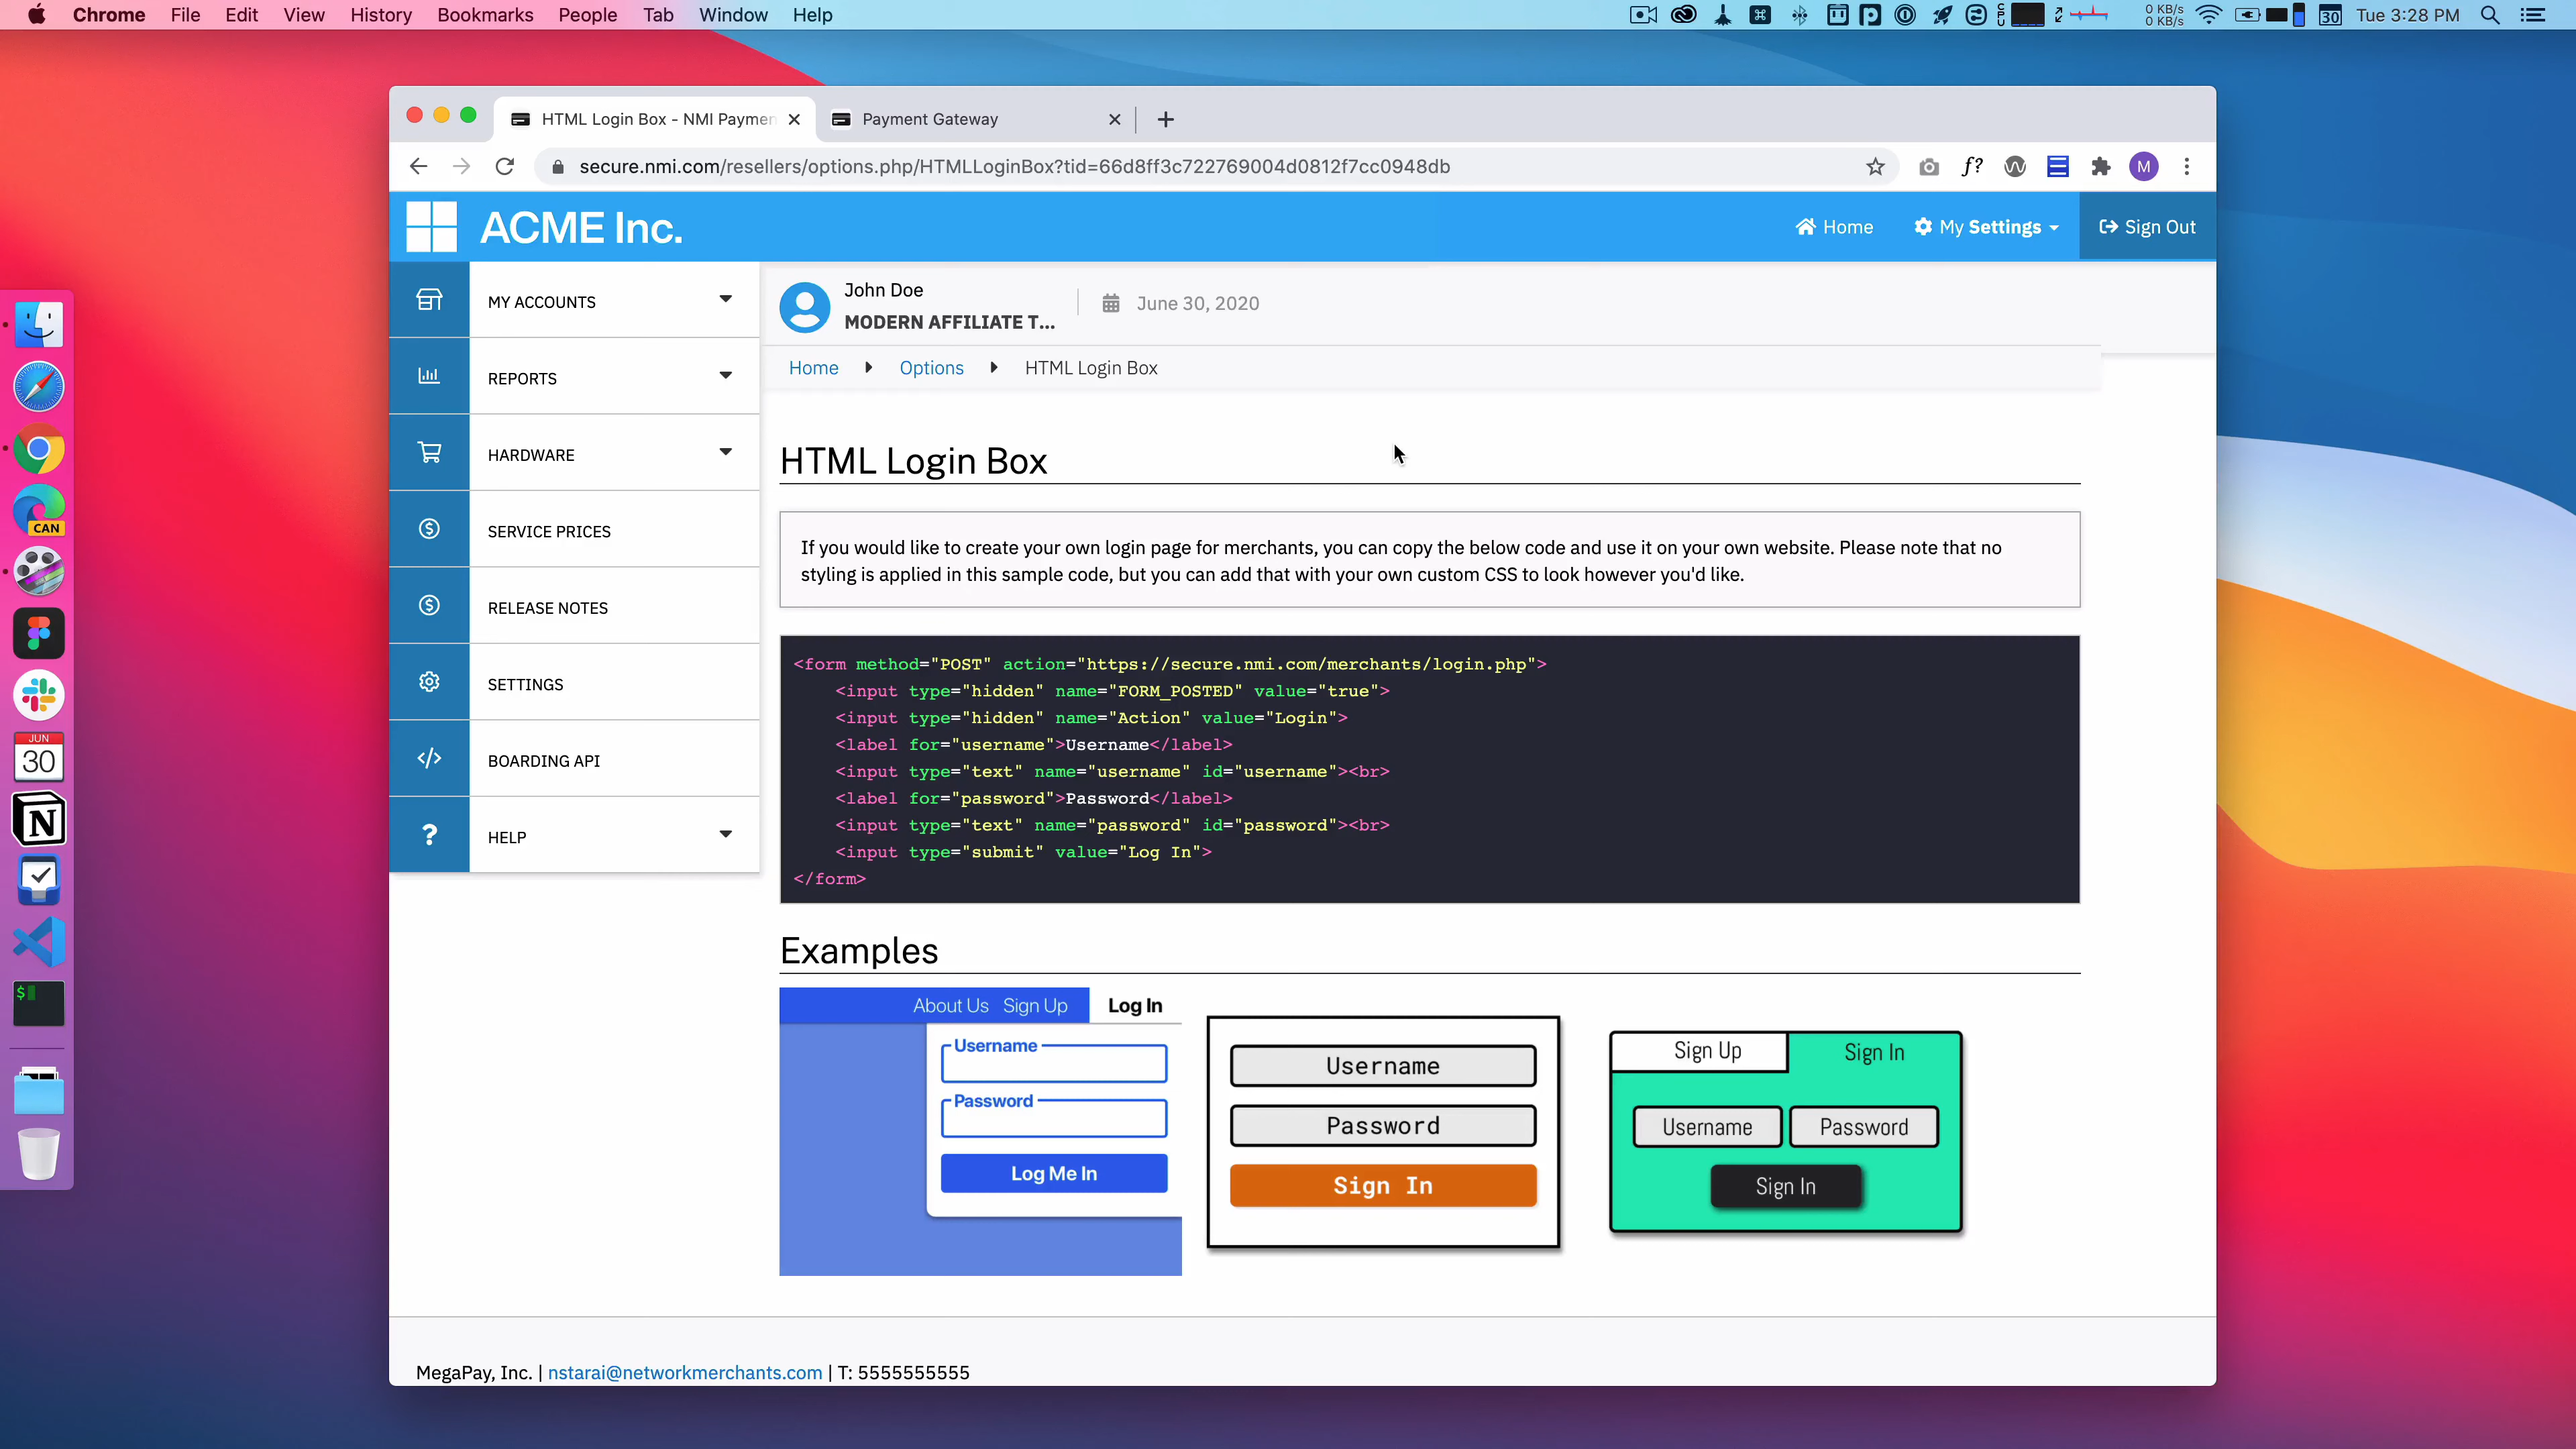 Chrome File Edit View History Bookmarks People Tab Window Help
0 KB/s
0 KB/s
30
Tue 3:28 PM
HTML Login Box - NMI Paymen
Payment Gateway
secure.nmi.com/resellers/options.php/HTMLLoginBox?tid=66d8ff3c722769004d0812f7cc0948db
f?
M
ACME Inc.
Home
My Settings
Sign Out
MY ACCOUNTS
REPORTS
HARDWARE
SERVICE PRICES
RELEASE NOTES
SETTINGS
BOARDING API
HELP
John Doe
MODERN AFFILIATE T...
June 30, 2020
Home
Options
HTML Login Box
HTML Login Box
If you would like to create your own login page for merchants, you can copy the below code and use it on your own website. Please note that no
styling is applied in this sample code, but you can add that with your own custom CSS to look however you'd like.
<form method="POST" action="https://secure.nmi.com/merchants/login.php">
<input type="hidden" name="FORM_POSTED" value="true">
<input type="hidden" name="Action" value="Login">
<label for="username">Username</label>
<input type="text" name="username" id="username"><br>
<label for="password">Password</label>
<input type="text" name="password" id="password"><br>
<input type="submit" value="Log In">
</form>
Examples
About Us Sign Up Log In
Username
Password
Log Me In
Username
Password
Sign In
Sign Up
Sign In
Username
Password
Sign In
MegaPay, Inc. | nstarai@networkmerchants.com | T: 5555555555
CAN
JUN
30
N
$